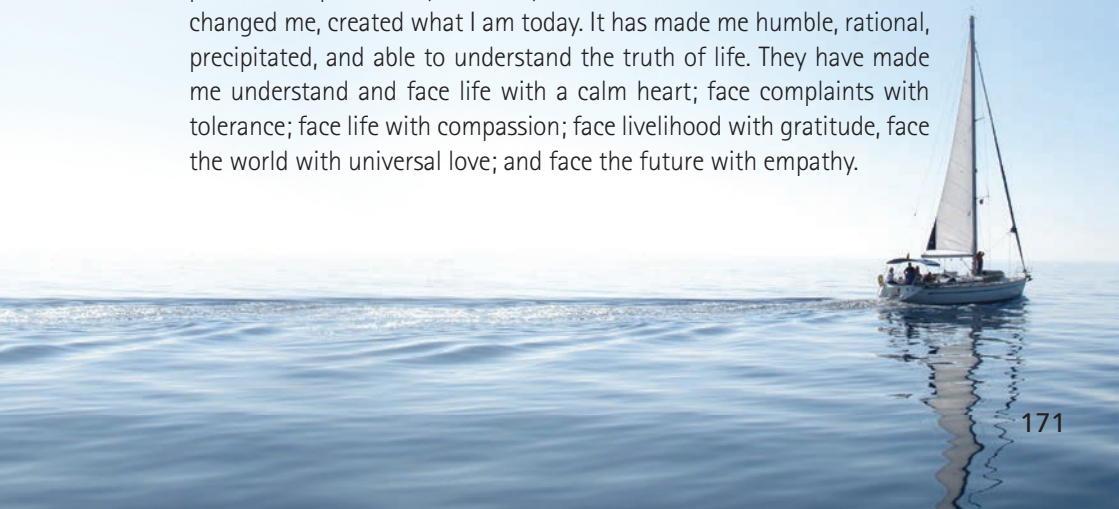 changed me, created what I am today. It has made me humble, rational,
precipitated, and able to understand the truth of life. They have made
me understand and face life with a calm heart; face complaints with
tolerance; face life with compassion; face livelihood with gratitude, face
the world with universal love; and face the future with empathy.
171